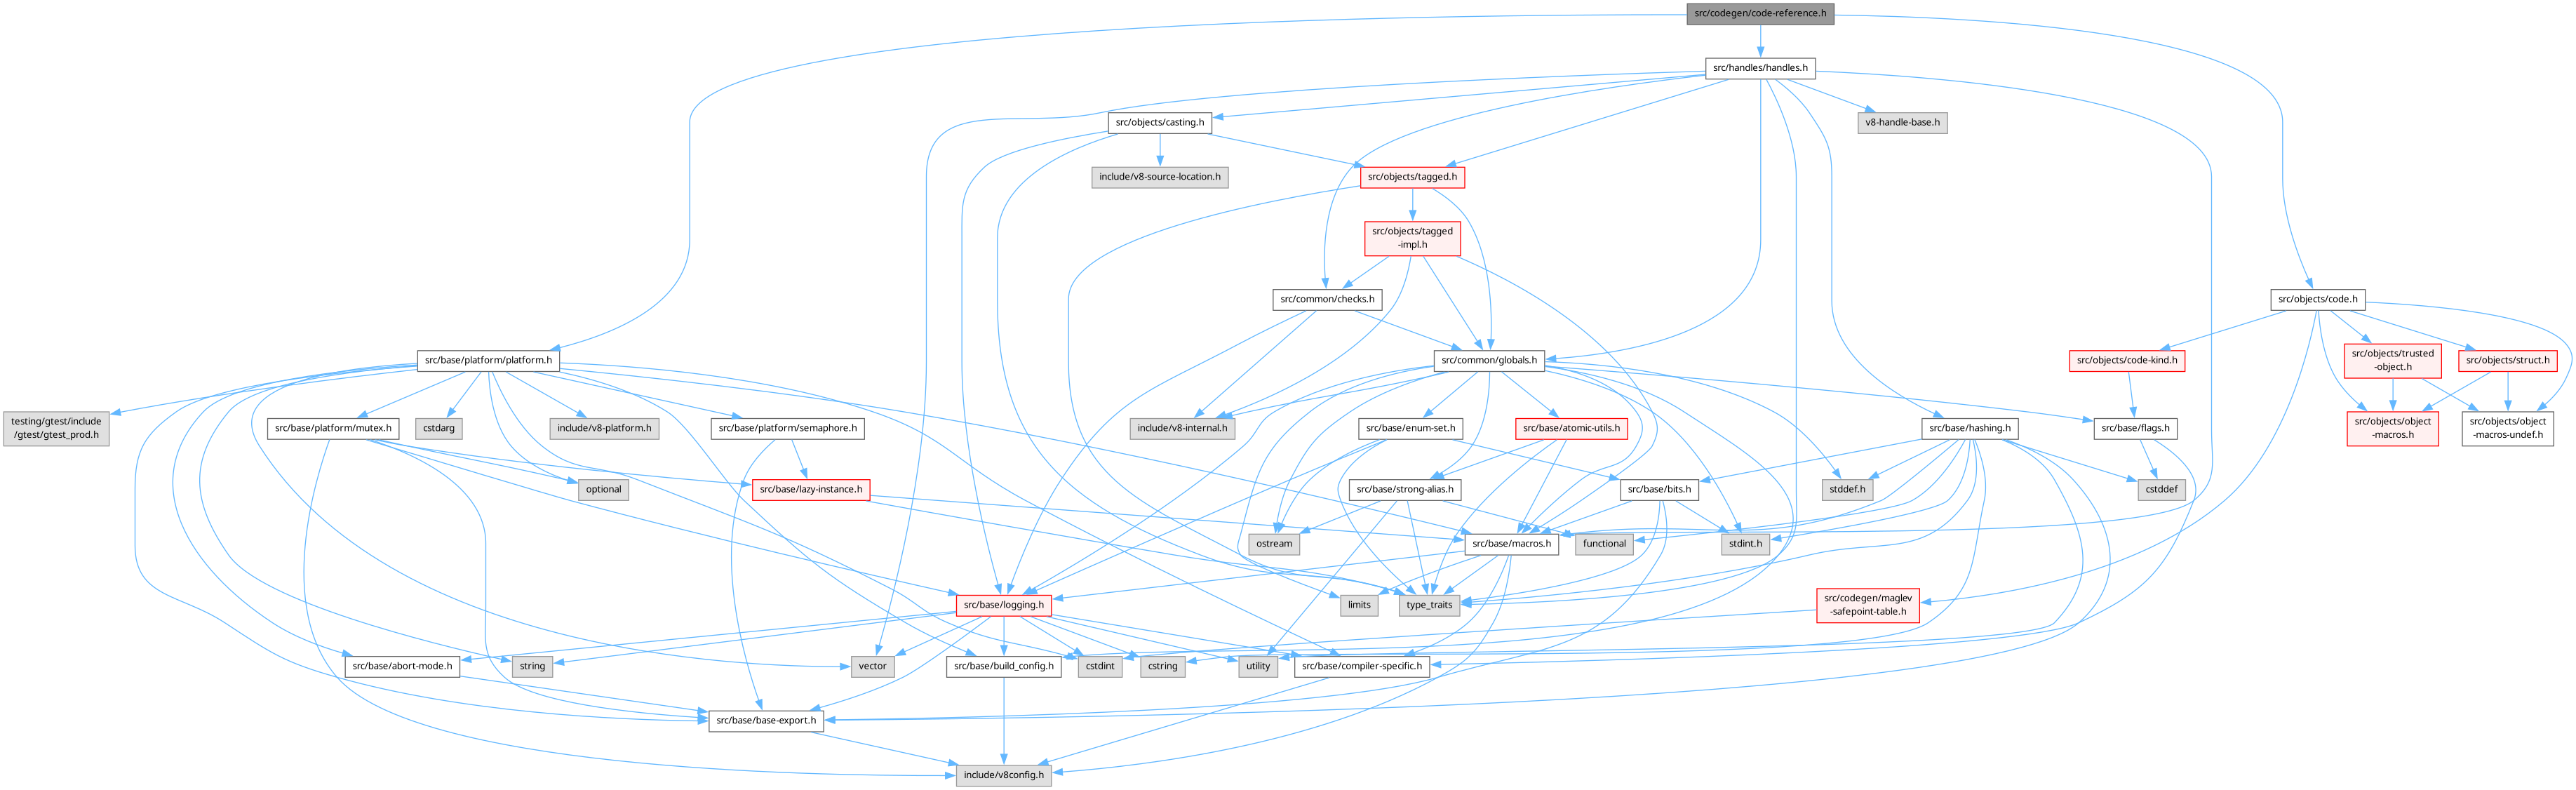 src/codegen/code-reference.h
src/handles/handles.h
src/objects/casting.h
v8-handle-base.h
include/v8-source-location.h
src/objects/tagged.h
src/objects/tagged
-impl.h
src/common/checks.h
src/objects/code.h
src/base/platform/platform.h
src/common/globals.h
src/objects/code-kind.h
src/objects/trusted
-object.h
src/objects/struct.h
testing/gtest/include
/gtest/gtest_prod.h
src/base/platform/mutex.h
cstdarg
include/v8-platform.h
src/base/platform/semaphore.h
include/v8-internal.h
src/base/enum-set.h
src/base/atomic-utils.h
src/base/hashing.h
src/base/flags.h
src/objects/object
-macros.h
src/objects/object
-macros-undef.h
optional
src/base/lazy-instance.h
src/base/strong-alias.h
src/base/bits.h
stddef.h
cstddef
ostream
src/base/macros.h
functional
stdint.h
src/base/logging.h
limits
type_traits
src/codegen/maglev
-safepoint-table.h
src/base/abort-mode.h
string
vector
src/base/build_config.h
cstdint
cstring
utility
src/base/compiler-specific.h
src/base/base-export.h
include/v8config.h